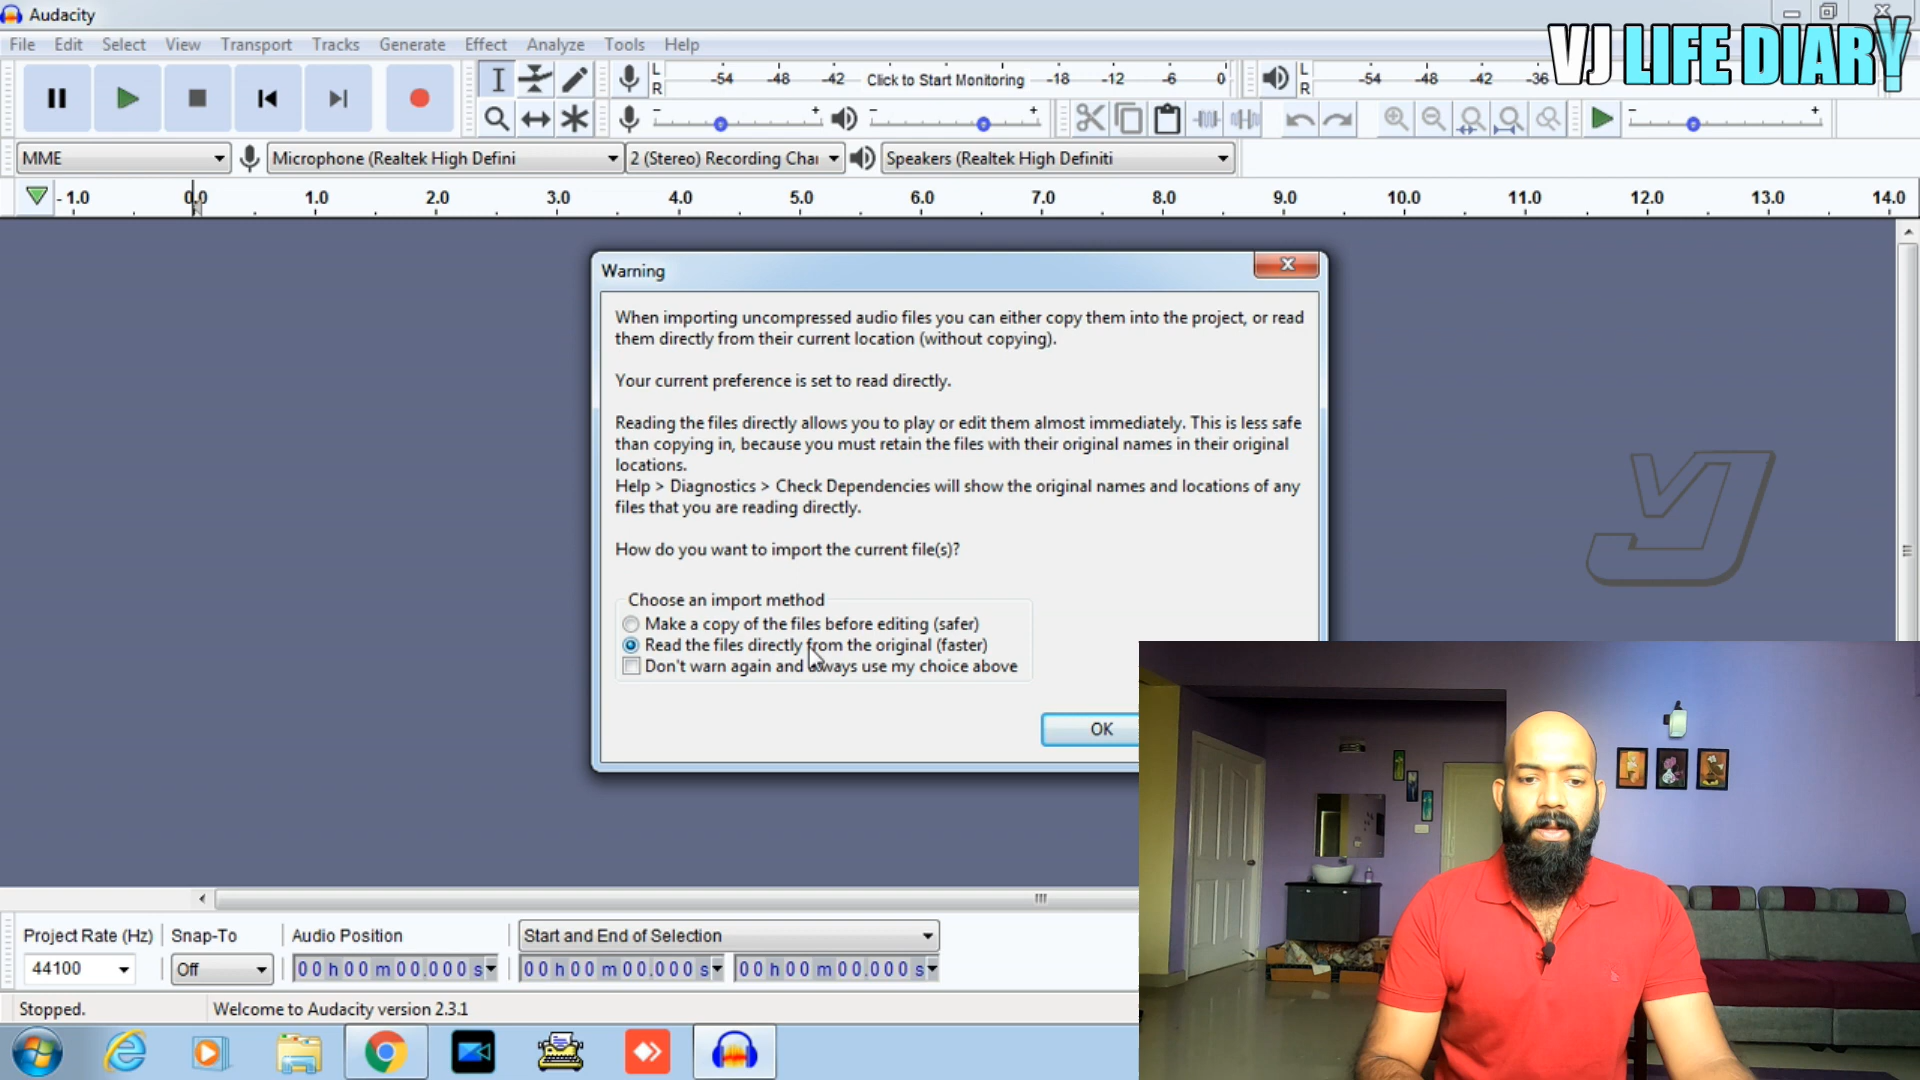 Audacity
VJ LIFE DIARY
File Edit Select View Transport Tracks Generate Effect Analyze Tools Help
L R -54 -48 -42 Click to Start Monitoring -18 -12 -6 0 L R -54 -48 -42 -36
- + - + - +
MME Microphone (Realtek High Defini 2 (Stereo) Recording Chai Speakers (Realtek High Definiti
- 1.0 0.0 1.0 2.0 3.0 4.0 5.0 6.0 7.0 8.0 9.0 10.0 11.0 12.0 13.0 14.0
Warning
When importing uncompressed audio files you can either copy them into the project, or read
them directly from their current location (without copying).
Your current preference is set to read directly.
Reading the files directly allows you to play or edit them almost immediately. This is less safe
than copying in, because you must retain the files with their original names in their original
locations.
Help > Diagnostics > Check Dependencies will show the original names and locations of any
files that you are reading directly.
How do you want to import the current file(s)?
Choose an import method
Make a copy of the files before editing (safer)
Read the files directly from the original (faster)
Don't warn again and always use my choice above
OK
VJ
Project Rate (Hz) Snap-To Audio Position Start and End of Selection
44100 Off 00 h 00 m 00.000 s 00 h 00 m 00.000 s 00 h 00 m 00.000 s
Stopped. Welcome to Audacity version 2.3.1